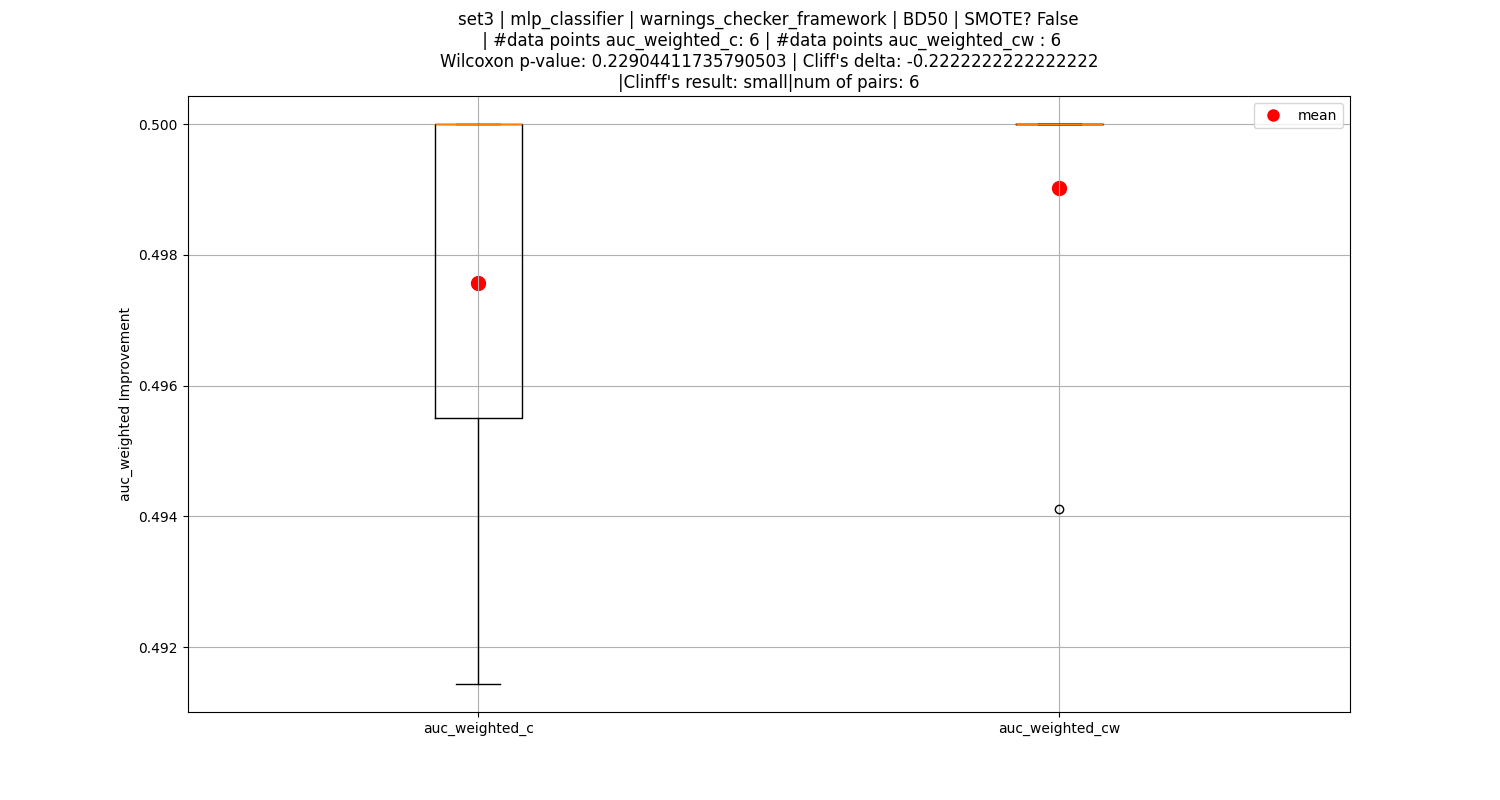 set3 | mlp_classifier | warnings_checker_framework | BD50 | SMOTE? False
| #data points auc_weighted_c: 6 | #data points auc_weighted_cw : 6
Wilcoxon p-value: 0.22904411735790503 | Cliff's delta: -0.2222222222222222
|Clinff's result: small|num of pairs: 6
mean
auc_weighted Improvement
0.500
0.498
0.496
0.494
0.492
auc_weighted_c
auc_weighted_cw